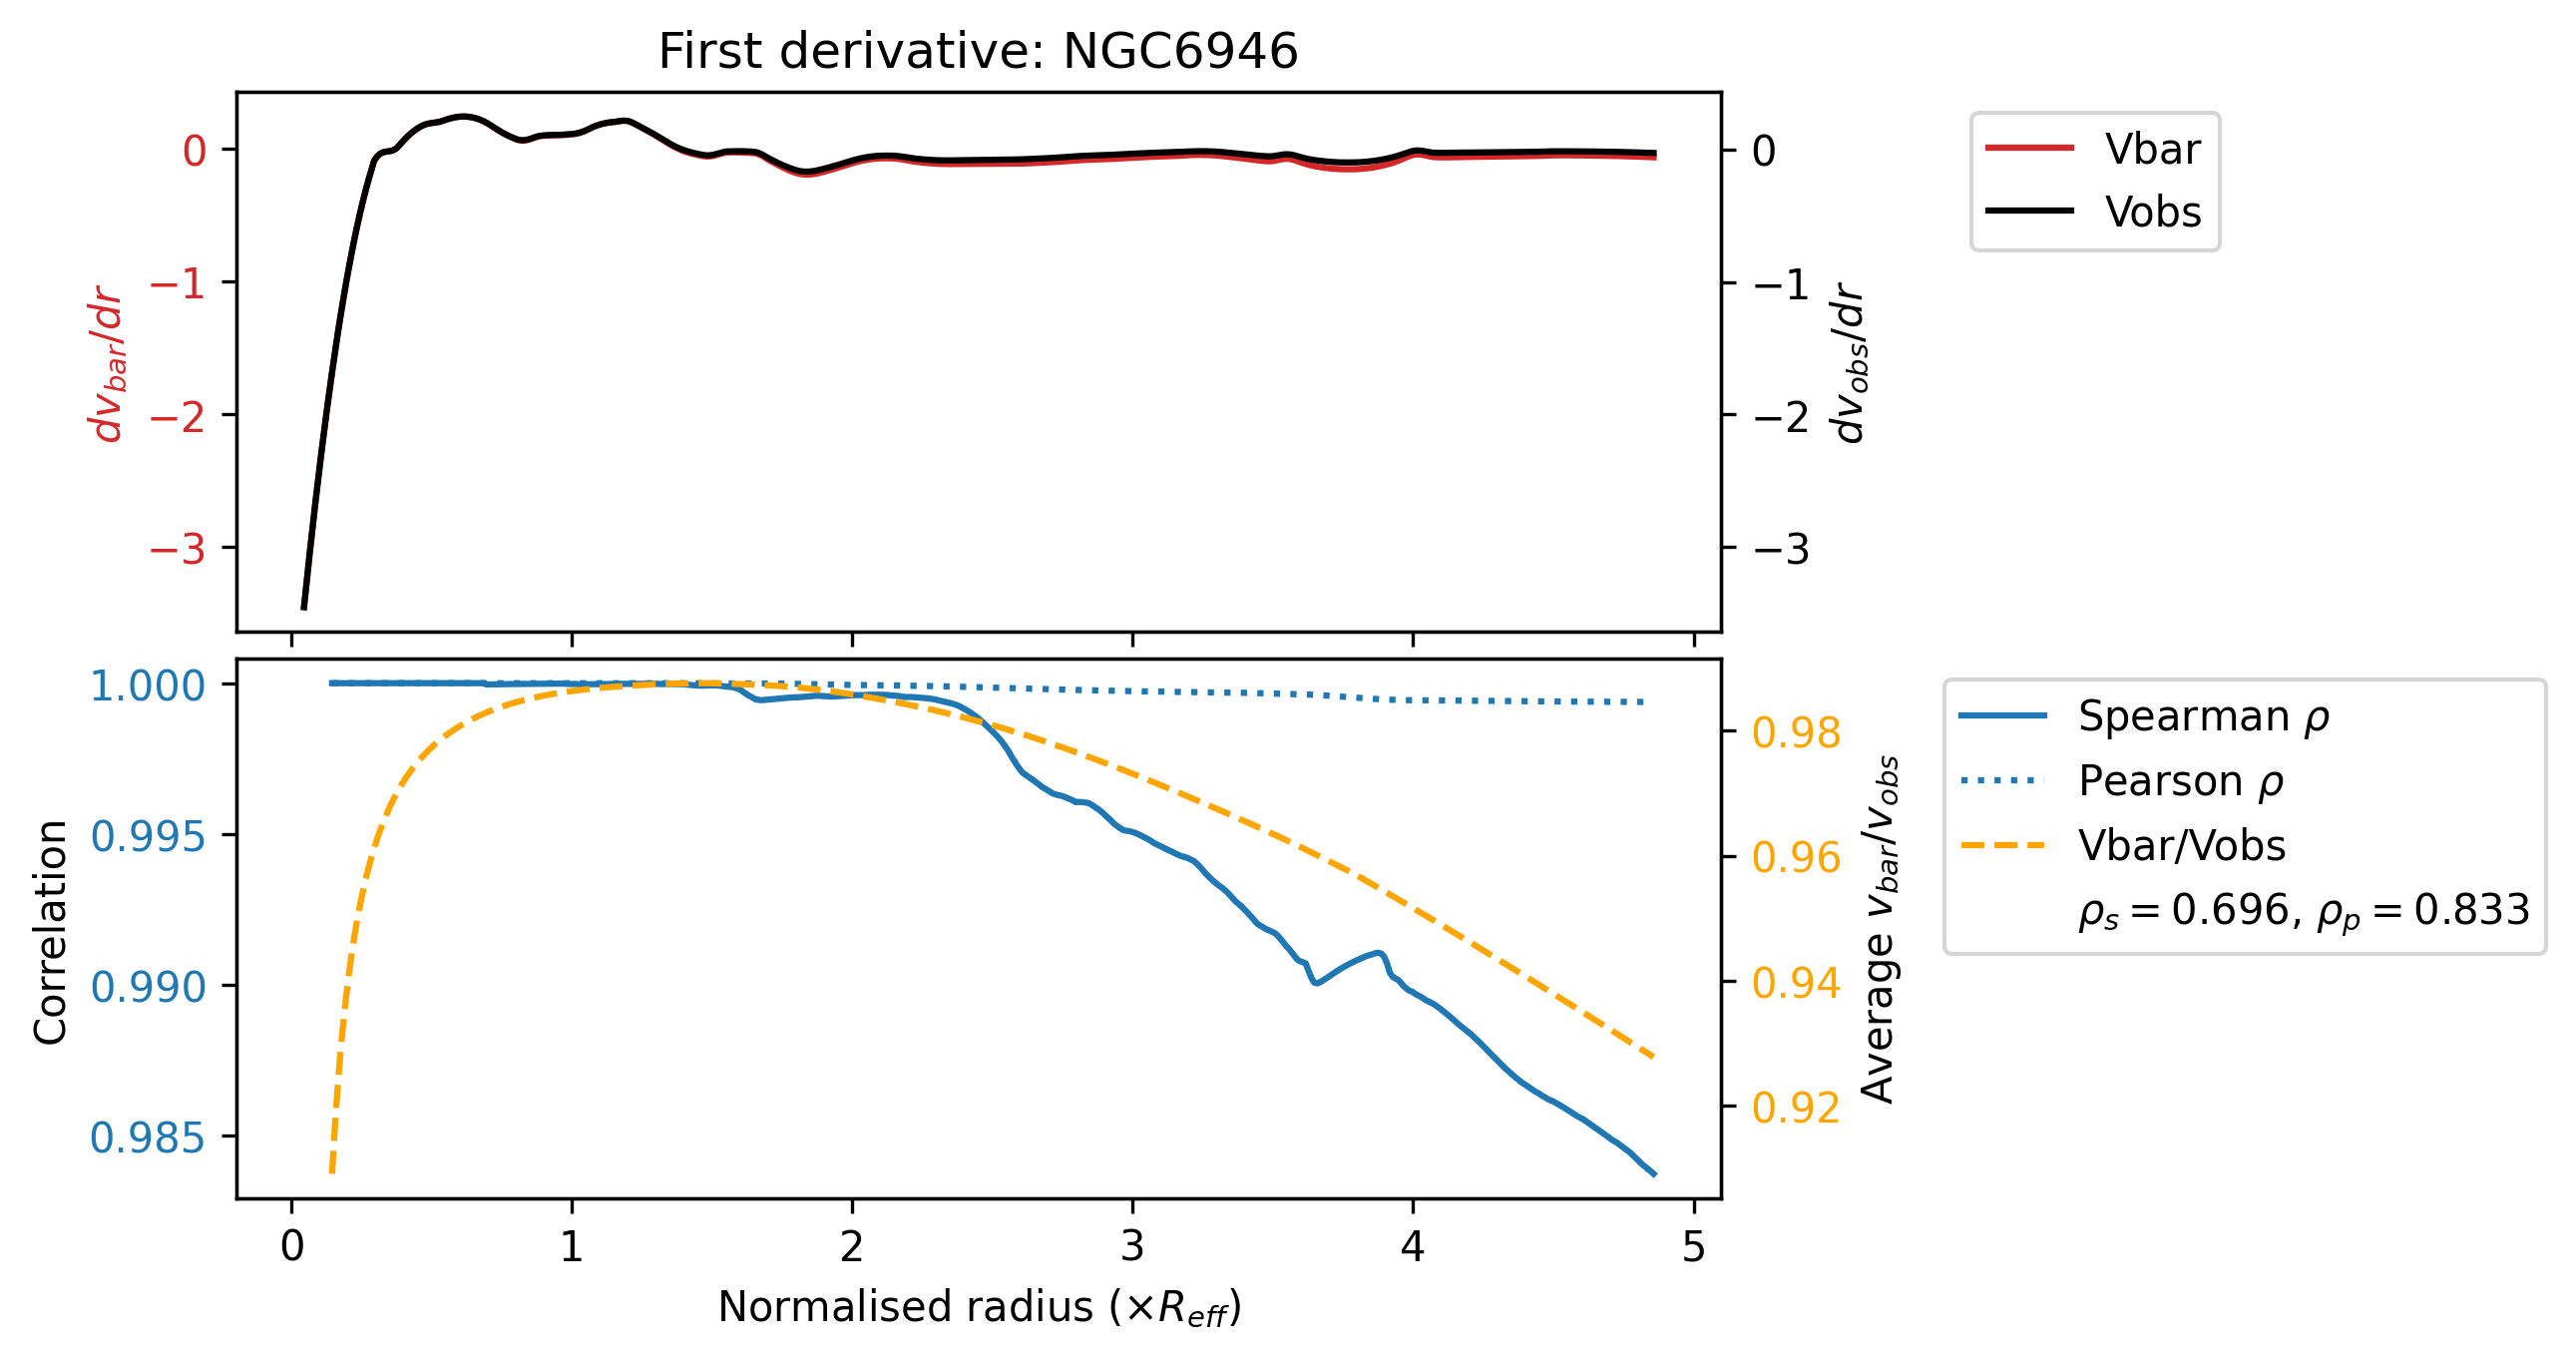 First derivative: NGC6946
0
−1
−2
−3
dv_bar/dr
0
−1
−2
−3
dv_obs/dr
Vbar
Vobs
1.000
0.995
0.990
0.985
Correlation
0.98
0.96
0.94
0.92
Average v_bar/v_obs
Spearman ρ
Pearson ρ
Vbar/Vobs
ρ_s = 0.696, ρ_p = 0.833
0 1 2 3 4 5
Normalised radius (×R_eff)